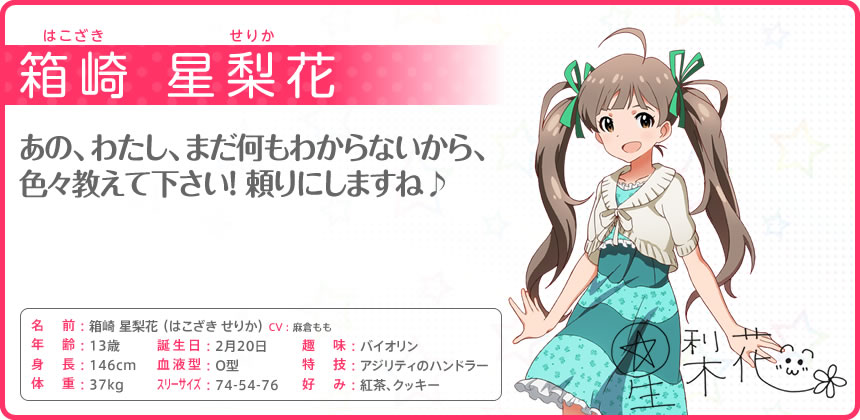 はこざき せりか
箱崎 星梨花
あの、わたし、まだ何もわからないから、
色々教えて下さい! 頼りにしますね♪
名 前：箱崎 星梨花（はこざき せりか） CV：麻倉もも
年 齢：13歳 誕生日：2月20日 趣 味：バイオリン
身 長：146cm 血液型：O型 特 技：アジリティのハンドラー
体 重：37kg スリーサイズ：74-54-76 好 み：紅茶、クッキー
星梨花